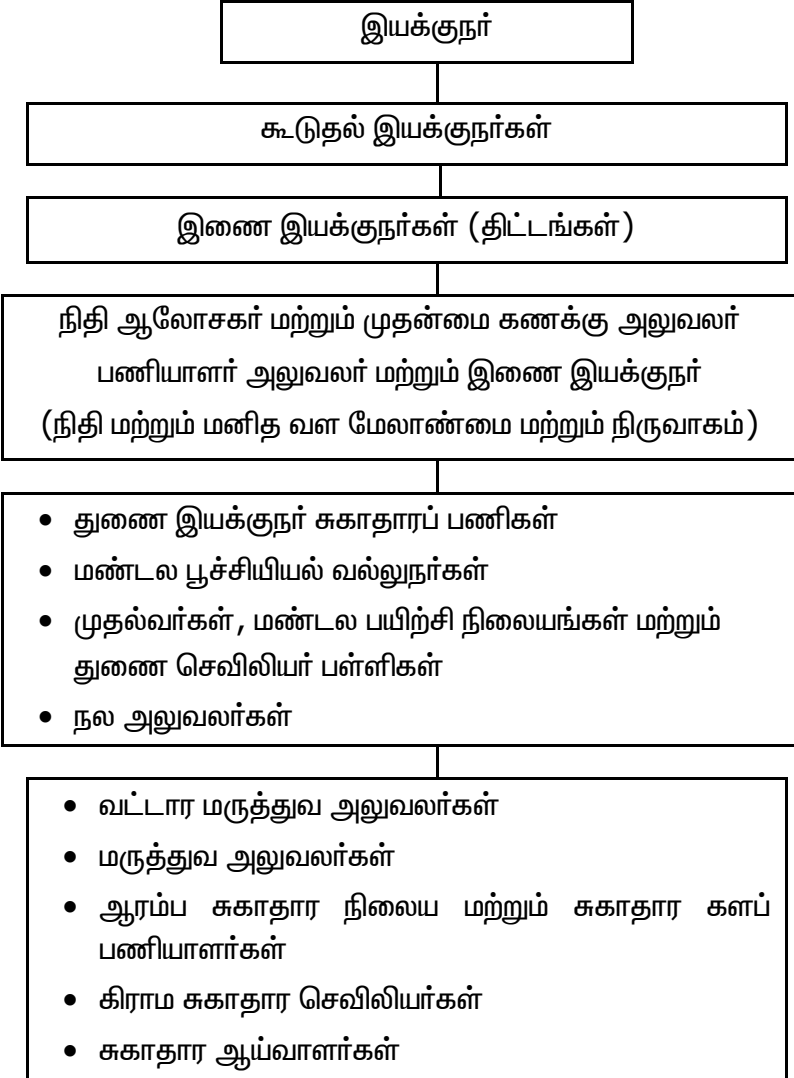 இயக்குநர்
கூடுதல் இயக்குநர்கள்
இணை இயக்குநர்கள் (திட்டங்கள்)
நிதி ஆலோசகர் மற்றும் முதன்மை கணக்கு அலுவலர்
பணியாளர் அலுவலர் மற்றும் இணை இயக்குநர்
(நிதி மற்றும் மனித வள மேலாண்மை மற்றும் நிருவாகம்)
• துணை இயக்குநர் சுகாதாரப் பணிகள்
• மண்டல பூச்சியியல் வல்லுநர்கள்
• முதல்வர்கள், மண்டல பயிற்சி நிலையங்கள் மற்றும்
துணை செவிலியர் பள்ளிகள்
• நல அலுவலர்கள்
• வட்டார மருத்துவ அலுவலர்கள்
• மருத்துவ அலுவலர்கள்
• ஆரம்ப சுகாதார நிலைய மற்றும் சுகாதார களப்
பணியாளர்கள்
• கிராம சுகாதார செவிலியர்கள்
• சுகாதார ஆய்வாளர்கள்